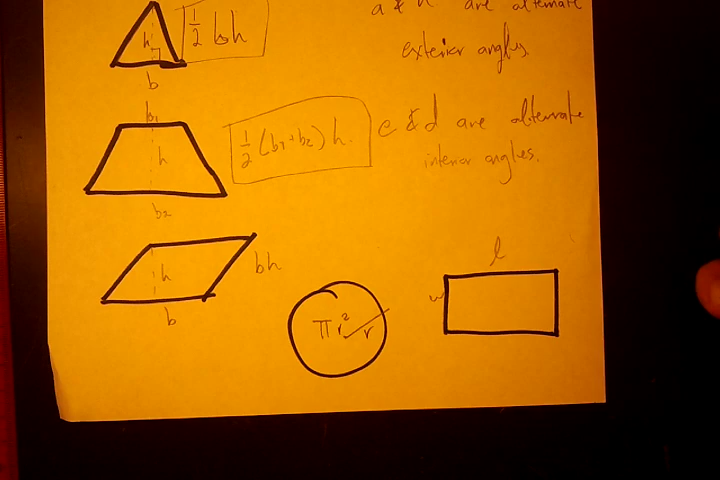 a & h are alternate
exterior angles.
h
1/2 bh
b
b₁
h
1/2 (b₁+b₂) h.
b₂
e & d are alternate
interior angles.
h
bh
b
πr²
r
l
w